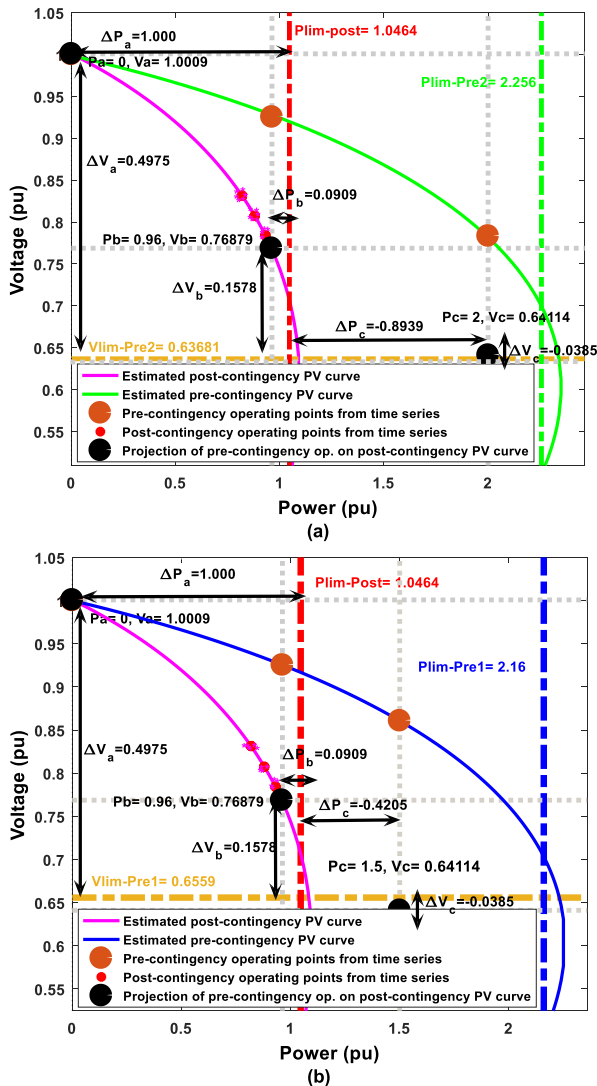 ΔPa=1.000
Plim-post= 1.0464
1.05
1
Pa= 0, Va= 1.0009
Plim-Pre2= 2.256
0.95
0.9
ΔVa=0.4975
0.85
ΔPb=0.0909
0.8
Pb= 0.96, Vb= 0.76879
0.75
ΔVb=0.1578
0.7
ΔPc=-0.8939
Pc= 2, Vc= 0.64114
Vlim-Pre2= 0.63681
0.65
ΔVc=-0.0385
0.6
0.55
Estimated post-contingency PV curve
Estimated pre-contingency PV curve
Pre-contingency operating points from time series
Post-contingency operating points from time series
Projection of pre-contingency op. on post-contingency PV curve
Voltage (pu)
0
0.5
1
1.5
2
Power (pu)
(a)
1.05
ΔPa=1.000
Plim-Post= 1.0464
1
Pa= 0, Va= 1.0009
0.95
Plim-Pre1= 2.16
0.9
0.85
ΔVa=0.4975
ΔPb=0.0909
0.8
Pb= 0.96, Vb= 0.76879
ΔPc=-0.4205
0.75
ΔVb=0.1578
0.7
Pc= 1.5, Vc= 0.64114
Vlim-Pre1= 0.6559
0.65
ΔVc=-0.0385
0.6
0.55
Estimated post-contingency PV curve
Estimated pre-contingency PV curve
Pre-contingency operating points from time series
Post-contingency operating points from time series
Projection of pre-contingency op. on post-contingency PV curve
Voltage (pu)
0
0.5
1
1.5
2
Power (pu)
(b)